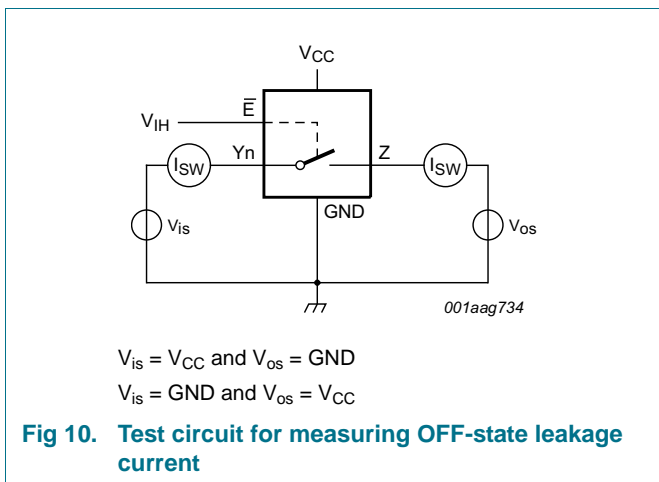 VCC
E̅
VIH
Yn
Z
ISW
ISW
GND
Vis
Vos
001aag734
Vis = VCC and Vos = GND
Vis = GND and Vos = VCC
Fig 10. Test circuit for measuring OFF-state leakage
current